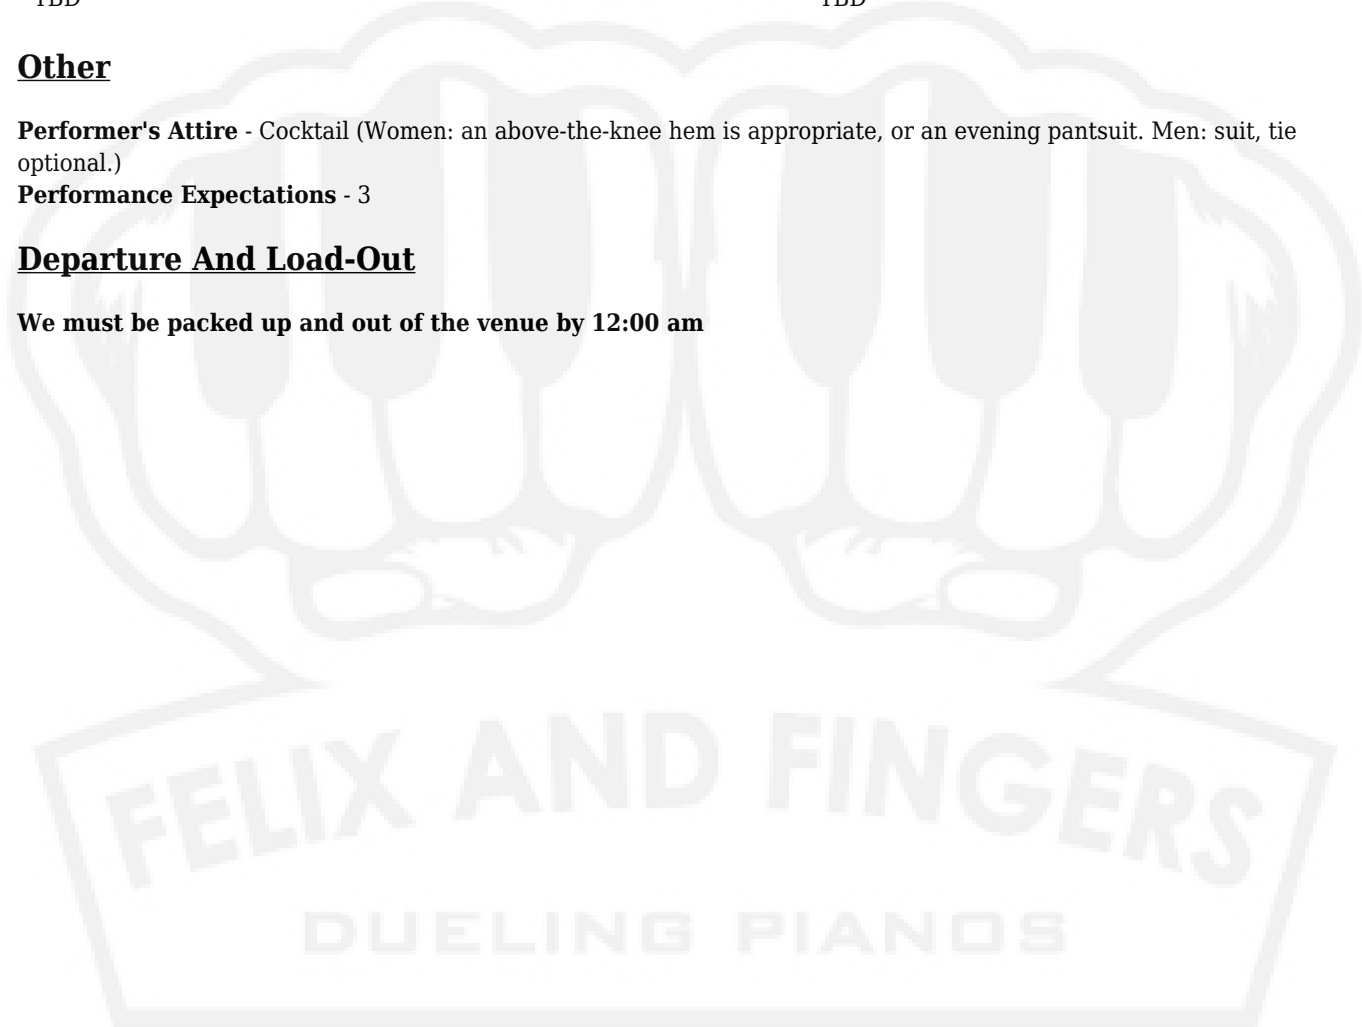 TBD TBD
Other
Performer's Attire - Cocktail (Women: an above-the-knee hem is appropriate, or an evening pantsuit. Men: suit, tie
optional.)
Performance Expectations - 3
Departure And Load-Out
We must be packed up and out of the venue by 12:00 am
FELIX AND FINGERS
DUELING PIANOS